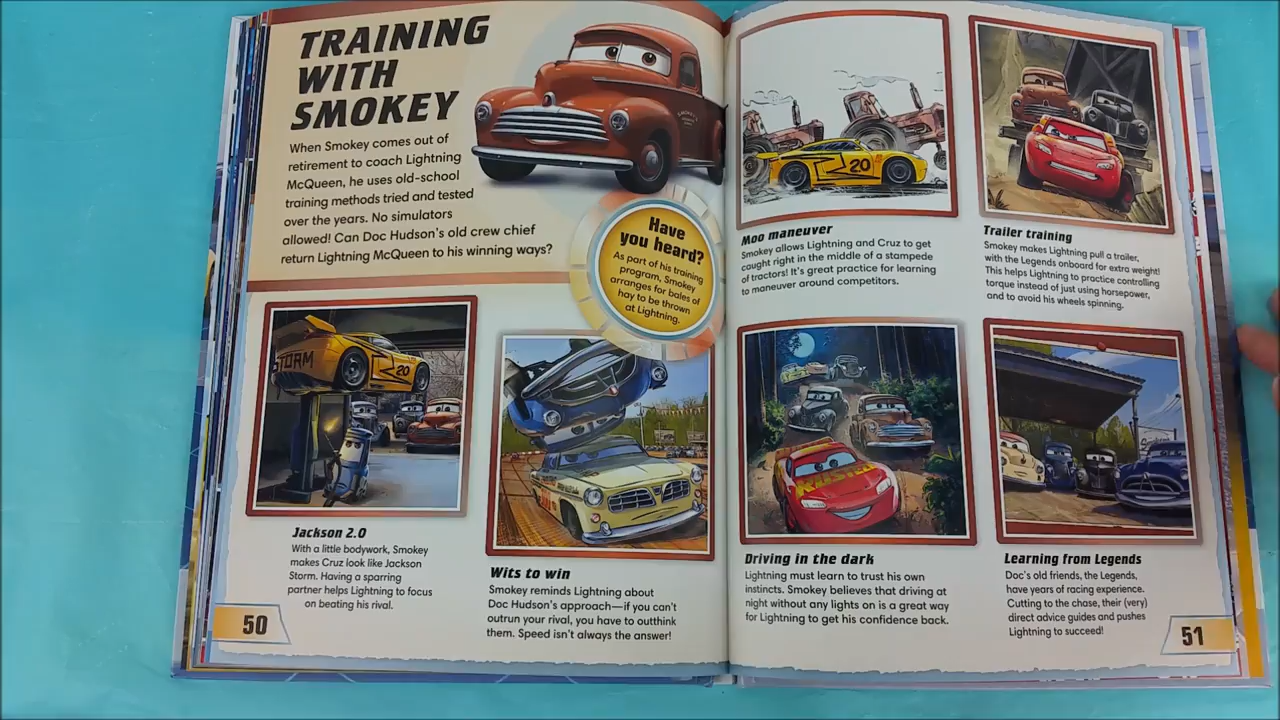 TRAINING
WITH
SMOKEY
When Smokey comes out of
retirement to coach Lightning
McQueen, he uses old-school
training methods tried and tested
over the years. No simulators
allowed! Can Doc Hudson's old crew chief
return Lightning McQueen to his winning ways?
Have
you heard?
As part of his training
program, Smokey
arranges for bales of
hay to be thrown
at Lightning.
TORM
20
Jackson 2.0
With a little bodywork, Smokey
makes Cruz look like Jackson
Storm. Having a sparring
partner helps Lightning to focus
on beating his rival.
Wits to win
Smokey reminds Lightning about
Doc Hudson's approach—if you can't
outrun your rival, you have to outthink
them. Speed isn't always the answer!
50
20
Moo maneuver
Smokey allows Lightning and Cruz to get
caught right in the middle of a stampede
of tractors! It's great practice for learning
to maneuver around competitors.
Trailer training
Smokey makes Lightning pull a trailer,
with the Legends onboard for extra weight!
This helps Lightning to practice controlling
torque instead of just using horsepower,
and to avoid his wheels spinning.
Driving in the dark
Lightning must learn to trust his own
instincts. Smokey believes that driving at
night without any lights on is a great way
for Lightning to get his confidence back.
Learning from Legends
Doc's old friends, the Legends,
have years of racing experience.
Cutting to the chase, their (very)
direct advice guides and pushes
Lightning to succeed!
51